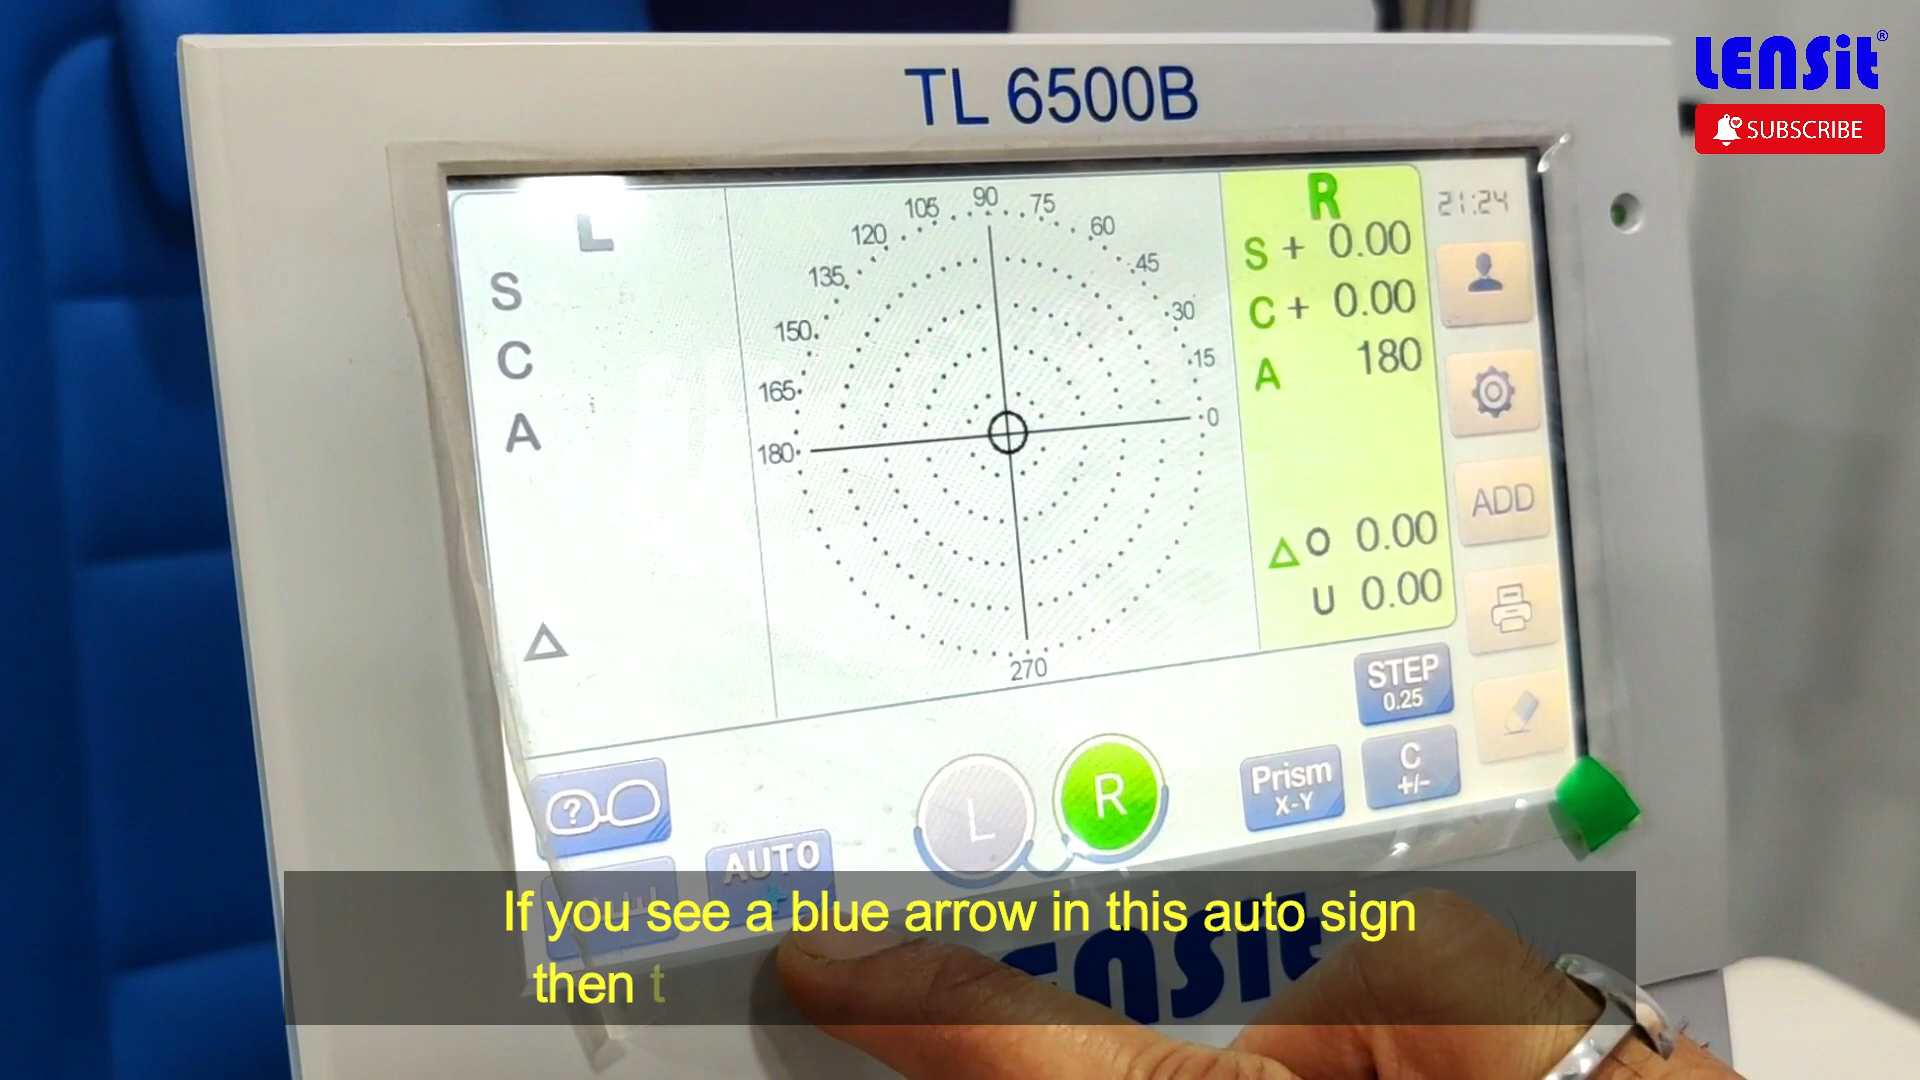 LENSit®
SUBSCRIBE
TL 6500B
L
S
C
A
Δ
90
105
75
120
60
135
45
150
30
165
15
180
0
270
R
S + 0.00
C + 0.00
A 180
Δ O 0.00
U 0.00
21:24
ADD
STEP
0.25
Prism
X-Y
C
+/-
L
R
?
AUTO
If you see a blue arrow in this auto sign
then t
LENSit